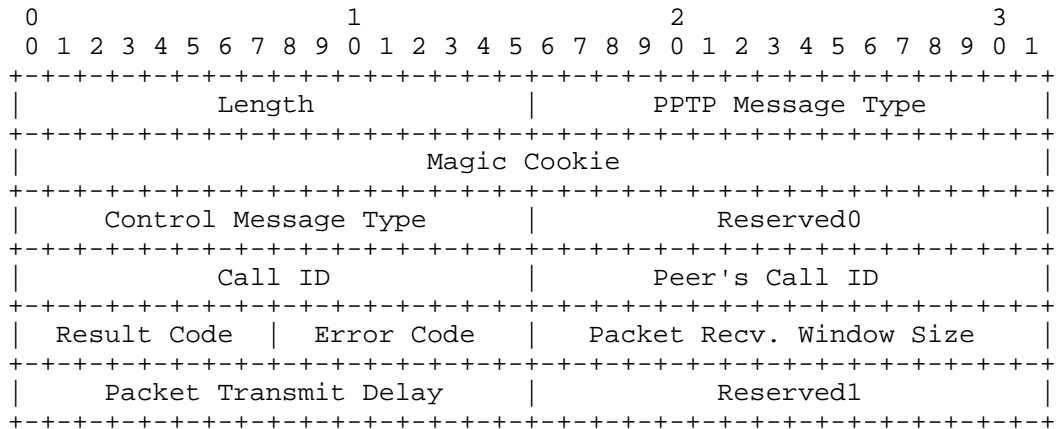 0                   1                   2                   3
 0 1 2 3 4 5 6 7 8 9 0 1 2 3 4 5 6 7 8 9 0 1 2 3 4 5 6 7 8 9 0 1
+-+-+-+-+-+-+-+-+-+-+-+-+-+-+-+-+-+-+-+-+-+-+-+-+-+-+-+-+-+-+-+-+
|            Length             |       PPTP Message Type       |
+-+-+-+-+-+-+-+-+-+-+-+-+-+-+-+-+-+-+-+-+-+-+-+-+-+-+-+-+-+-+-+-+
|                         Magic Cookie                          |
+-+-+-+-+-+-+-+-+-+-+-+-+-+-+-+-+-+-+-+-+-+-+-+-+-+-+-+-+-+-+-+-+
|     Control Message Type      |           Reserved0           |
+-+-+-+-+-+-+-+-+-+-+-+-+-+-+-+-+-+-+-+-+-+-+-+-+-+-+-+-+-+-+-+-+
|            Call ID            |       Peer's Call ID          |
+-+-+-+-+-+-+-+-+-+-+-+-+-+-+-+-+-+-+-+-+-+-+-+-+-+-+-+-+-+-+-+-+
|  Result Code  |  Error Code   |   Packet Recv. Window Size    |
+-+-+-+-+-+-+-+-+-+-+-+-+-+-+-+-+-+-+-+-+-+-+-+-+-+-+-+-+-+-+-+-+
|     Packet Transmit Delay     |           Reserved1           |
+-+-+-+-+-+-+-+-+-+-+-+-+-+-+-+-+-+-+-+-+-+-+-+-+-+-+-+-+-+-+-+-+